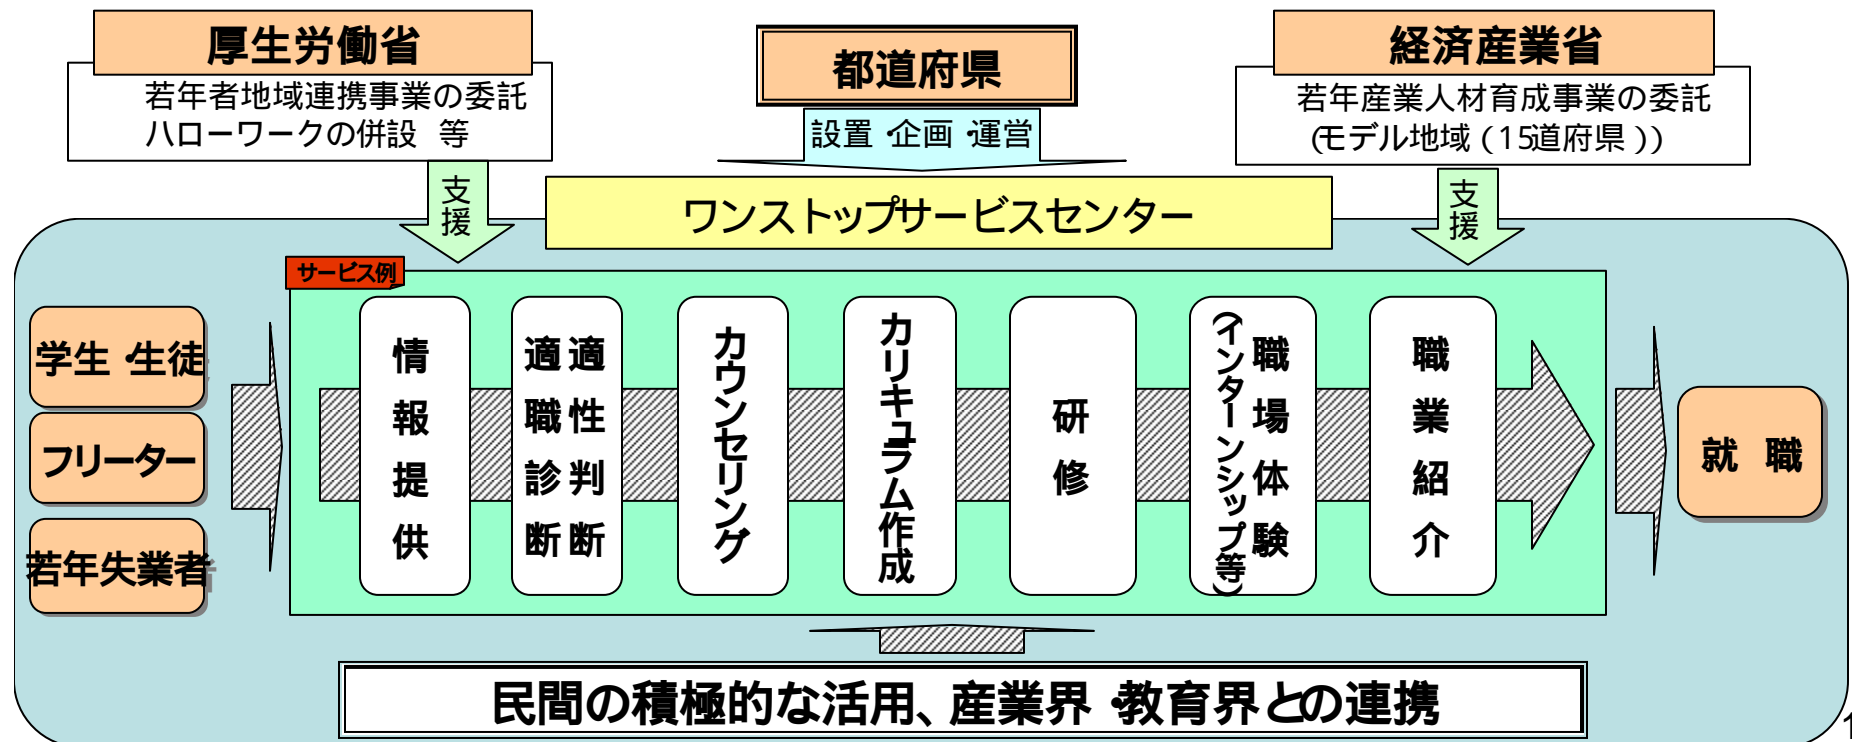 厚生労働省
若年者地域連携事業の委託
ハローワークの併設 等
都道府県
設置・企画・運営
経済産業省
若年産業人材育成事業の委託
(モデル地域(15道府県))
支援
ワンストップサービスセンター
支援
サービス例
学生・生徒
フリーター
若年失業者
情報提供
適性判断
適職診断
カウンセリング
カリキュラム作成
研修
職場体験
(インターンシップ等)
職業紹介
就 職
民間の積極的な活用、産業界・教育界との連携
1